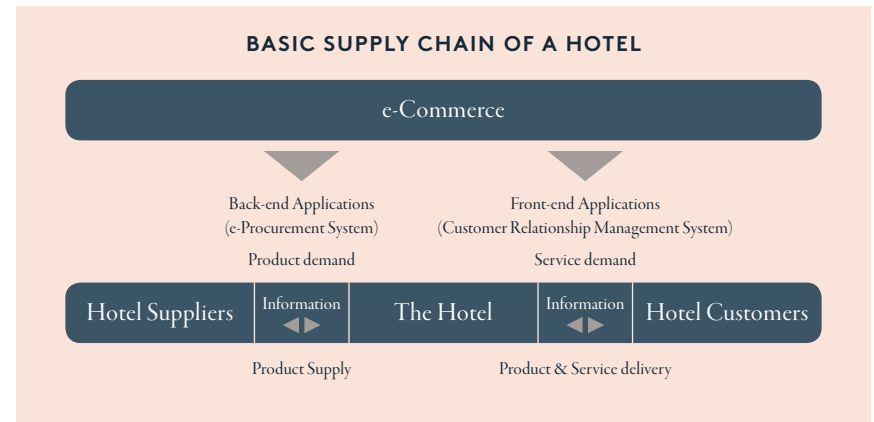 BASIC SUPPLY CHAIN OF A HOTEL
e-Commerce
Back-end Applications
(e-Procurement System)
Product demand
Front-end Applications
(Customer Relationship Management System)
Service demand
Hotel Suppliers
Information
The Hotel
Information
Hotel Customers
Product Supply
Product & Service delivery